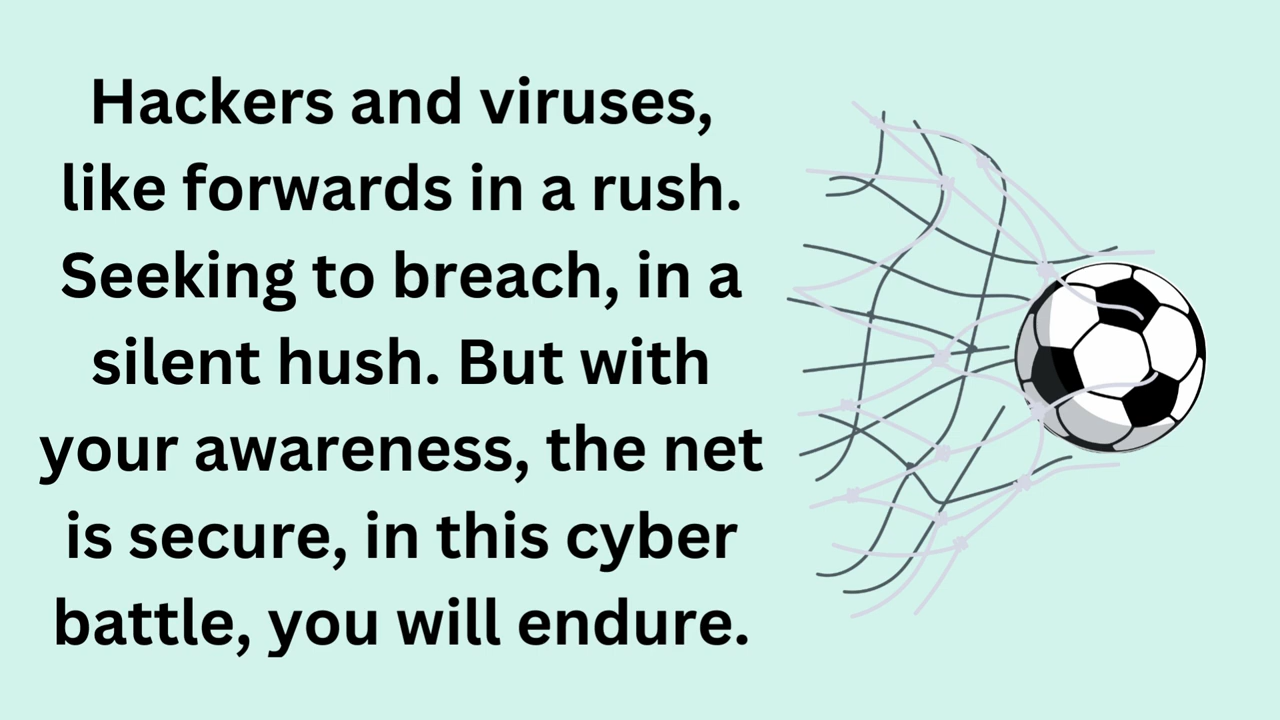 Hackers and viruses,
like forwards in a rush.
Seeking to breach, in a
silent hush. But with
your awareness, the net
is secure, in this cyber
battle, you will endure.